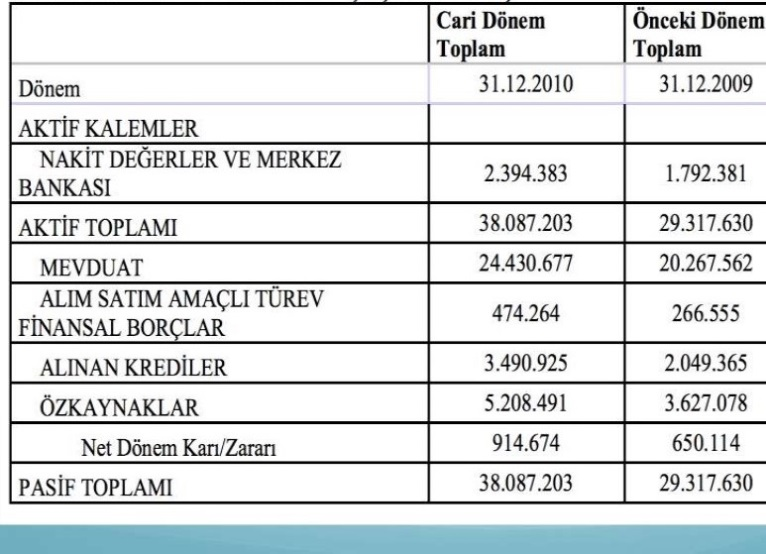 Cari Dönem Toplam Önceki Dönem Toplam
Dönem 31.12.2010 31.12.2009
AKTİF KALEMLER
NAKİT DEĞERLER VE MERKEZ BANKASI 2.394.383 1.792.381
AKTİF TOPLAMI 38.087.203 29.317.630
MEVDUAT 24.430.677 20.267.562
ALIM SATIM AMAÇLI TÜREV FİNANSAL BORÇLAR 474.264 266.555
ALINAN KREDİLER 3.490.925 2.049.365
ÖZKAYNAKLAR 5.208.491 3.627.078
Net Dönem Karı/Zararı 914.674 650.114
PASİF TOPLAMI 38.087.203 29.317.630